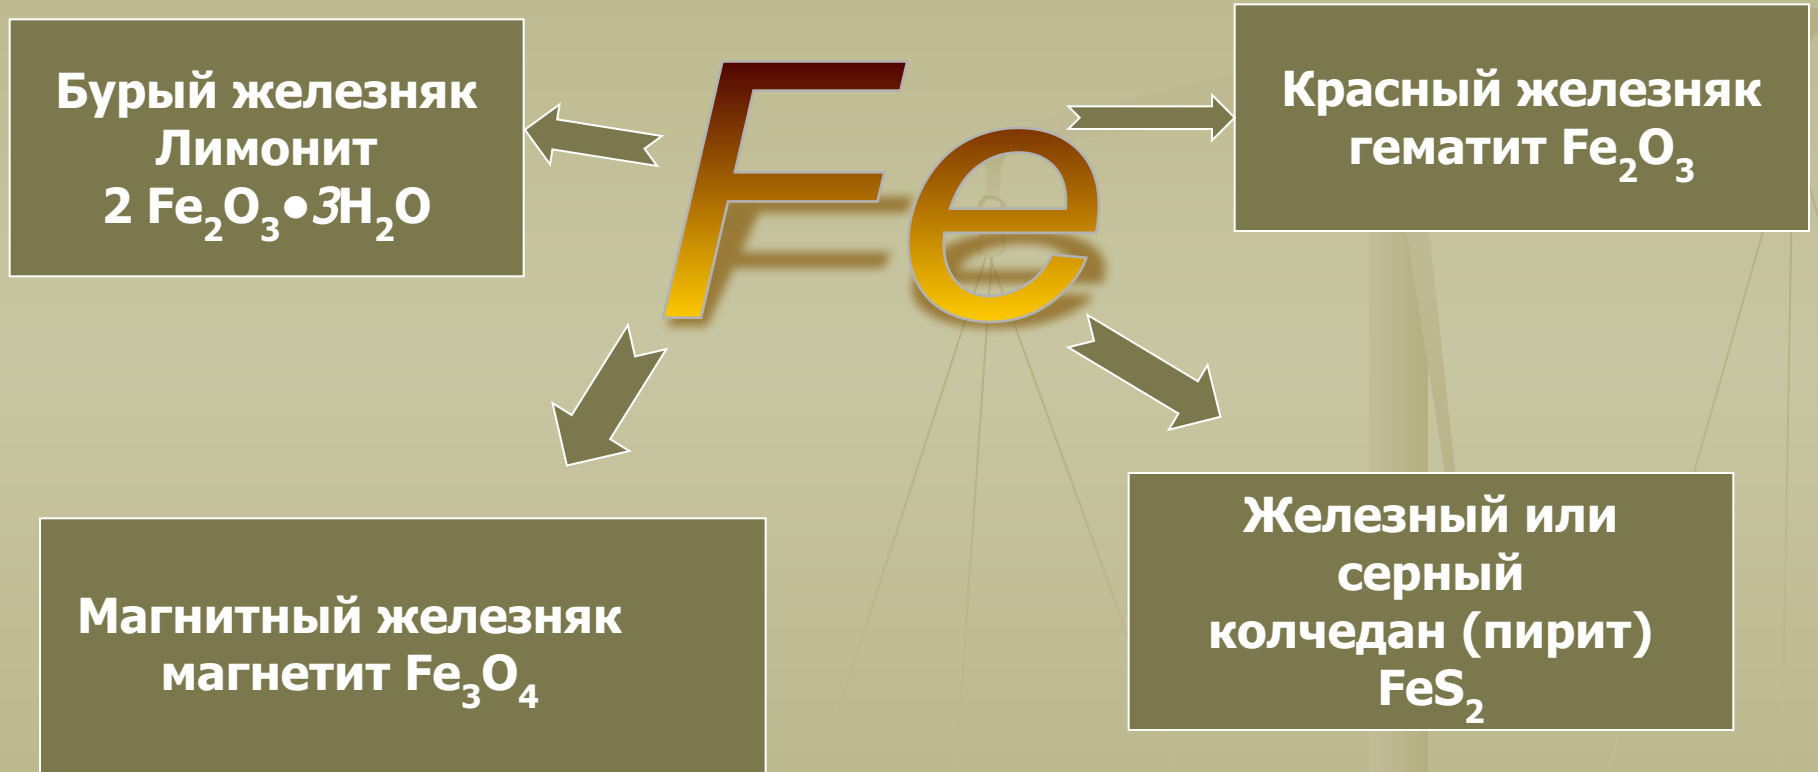 Бурый железняк
Лимонит
2 Fe₂O₃●3H₂O
Fe
Красный железняк
гематит Fe₂O₃
Магнитный железняк
магнетит Fe₃O₄
Железный или
серный
колчедан (пирит)
FeS₂